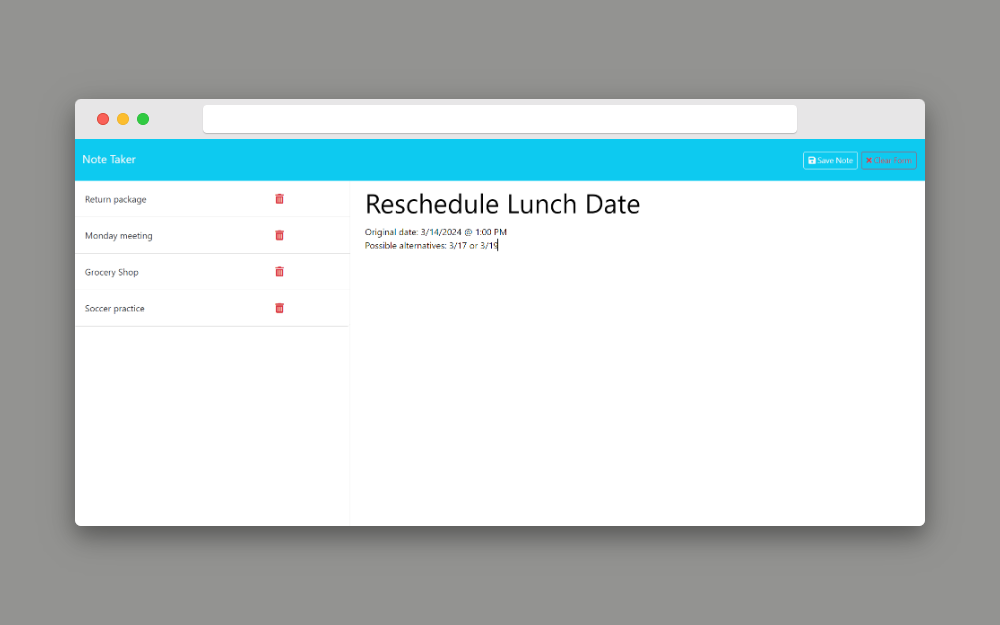 Note Taker
Save Note
Clear Form
Return package
Monday meeting
Grocery Shop
Soccer practice
Reschedule Lunch Date
Original date: 3/14/2024 @ 1:00 PM
Possible alternatives: 3/17 or 3/19